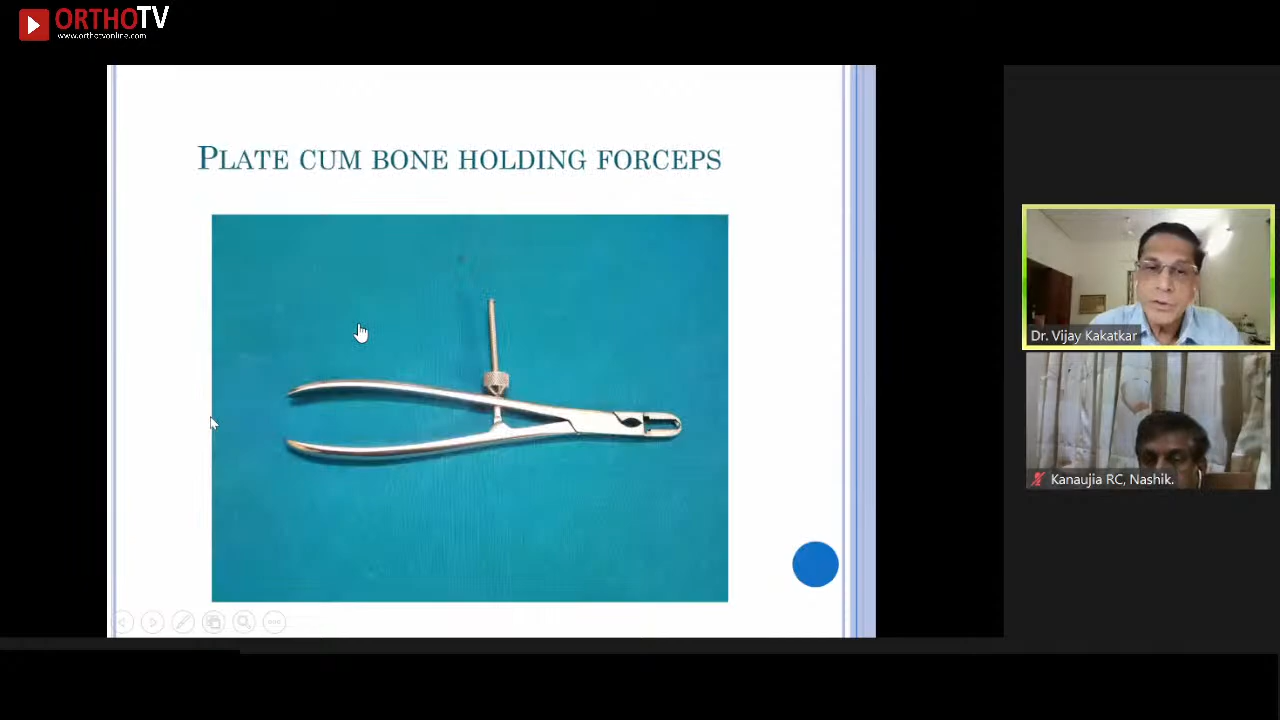 ORTHOTV
www.orthotvonline.com
PLATE CUM BONE HOLDING FORCEPS
Dr. Vijay Kakatkar
Kanaujia RC, Nashik.